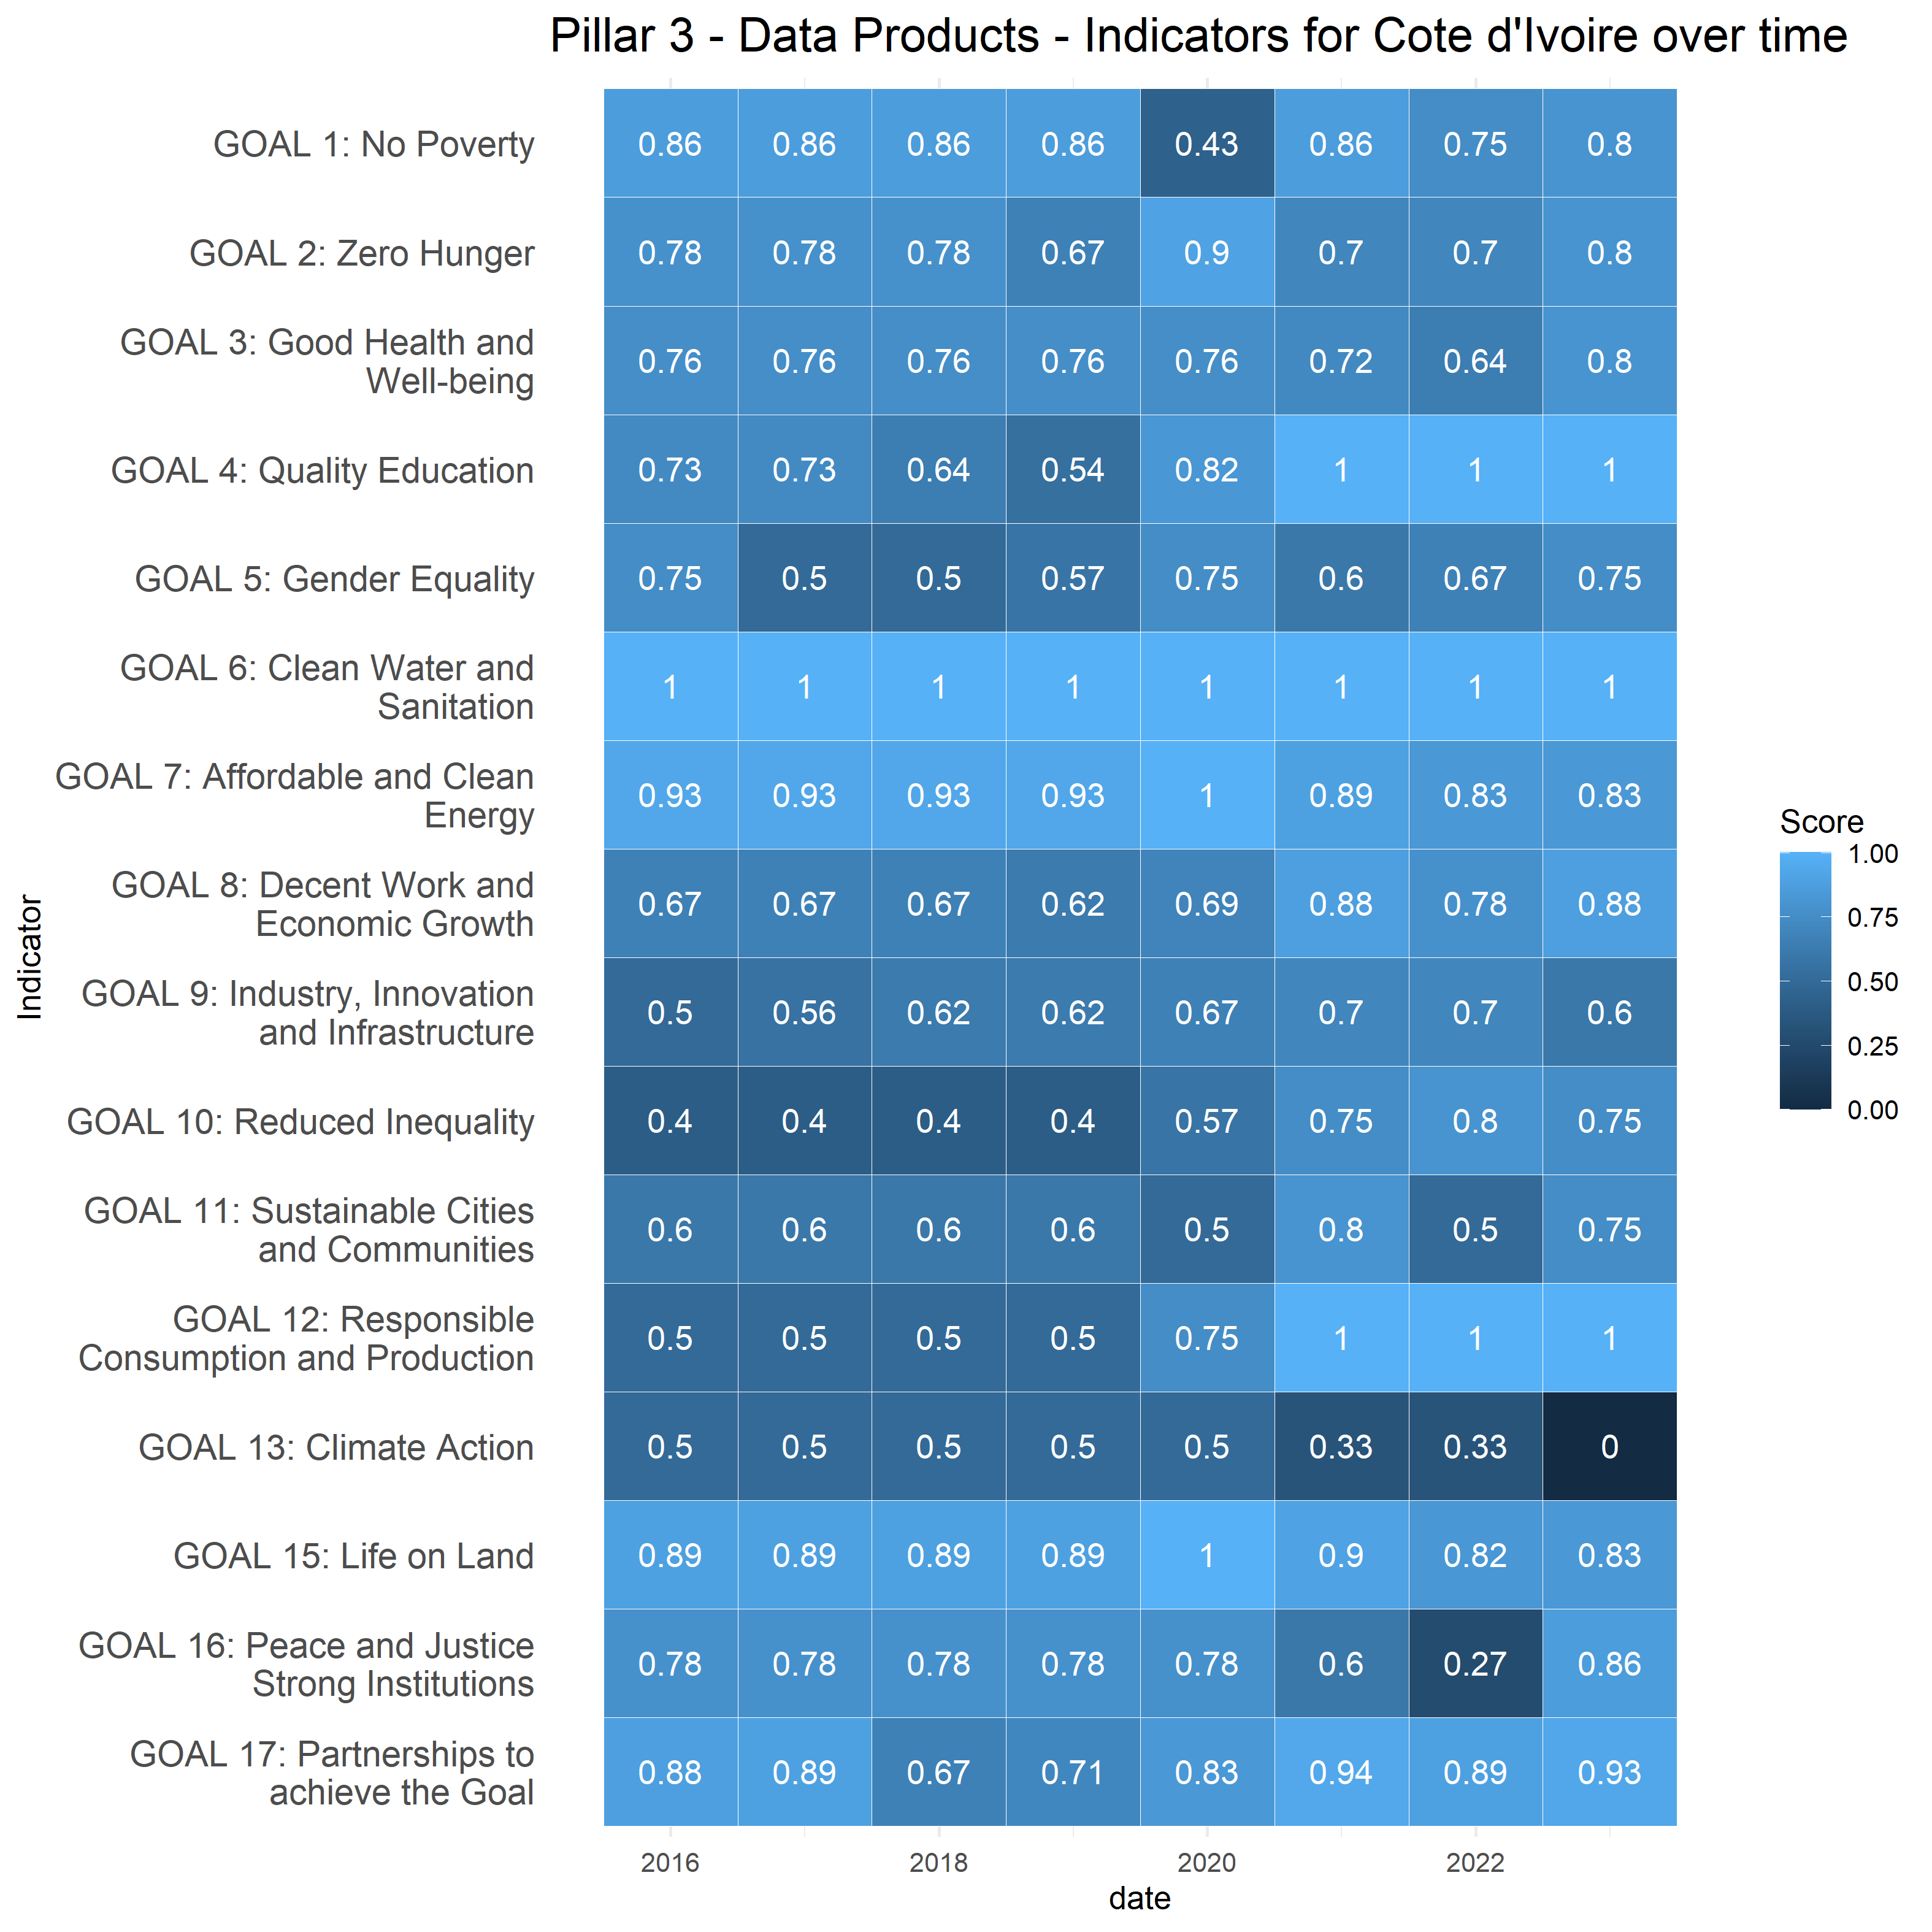 Pillar 3 - Data Products - Indicators for Cote d'Ivoire over time
GOAL 1: No Poverty
0.86 0.86 0.86 0.86 0.43 0.86 0.75 0.8
GOAL 2: Zero Hunger
0.78 0.78 0.78 0.67 0.9 0.7 0.7 0.8
GOAL 3: Good Health and
Well-being
0.76 0.76 0.76 0.76 0.76 0.72 0.64 0.8
GOAL 4: Quality Education
0.73 0.73 0.64 0.54 0.82 1 1 1
GOAL 5: Gender Equality
0.75 0.5 0.5 0.57 0.75 0.6 0.67 0.75
GOAL 6: Clean Water and
Sanitation
1 1 1 1 1 1 1 1
GOAL 7: Affordable and Clean
Energy
0.93 0.93 0.93 0.93 1 0.89 0.83 0.83
GOAL 8: Decent Work and
Economic Growth
0.67 0.67 0.67 0.62 0.69 0.88 0.78 0.88
GOAL 9: Industry, Innovation
and Infrastructure
0.5 0.56 0.62 0.62 0.67 0.7 0.7 0.6
GOAL 10: Reduced Inequality
0.4 0.4 0.4 0.4 0.57 0.75 0.8 0.75
GOAL 11: Sustainable Cities
and Communities
0.6 0.6 0.6 0.6 0.5 0.8 0.5 0.75
GOAL 12: Responsible
Consumption and Production
0.5 0.5 0.5 0.5 0.75 1 1 1
GOAL 13: Climate Action
0.5 0.5 0.5 0.5 0.5 0.33 0.33 0
GOAL 15: Life on Land
0.89 0.89 0.89 0.89 1 0.9 0.82 0.83
GOAL 16: Peace and Justice
Strong Institutions
0.78 0.78 0.78 0.78 0.78 0.6 0.27 0.86
GOAL 17: Partnerships to
achieve the Goal
0.88 0.89 0.67 0.71 0.83 0.94 0.89 0.93
2016 2018 2020 2022
date
Indicator
Score
1.00
0.75
0.50
0.25
0.00